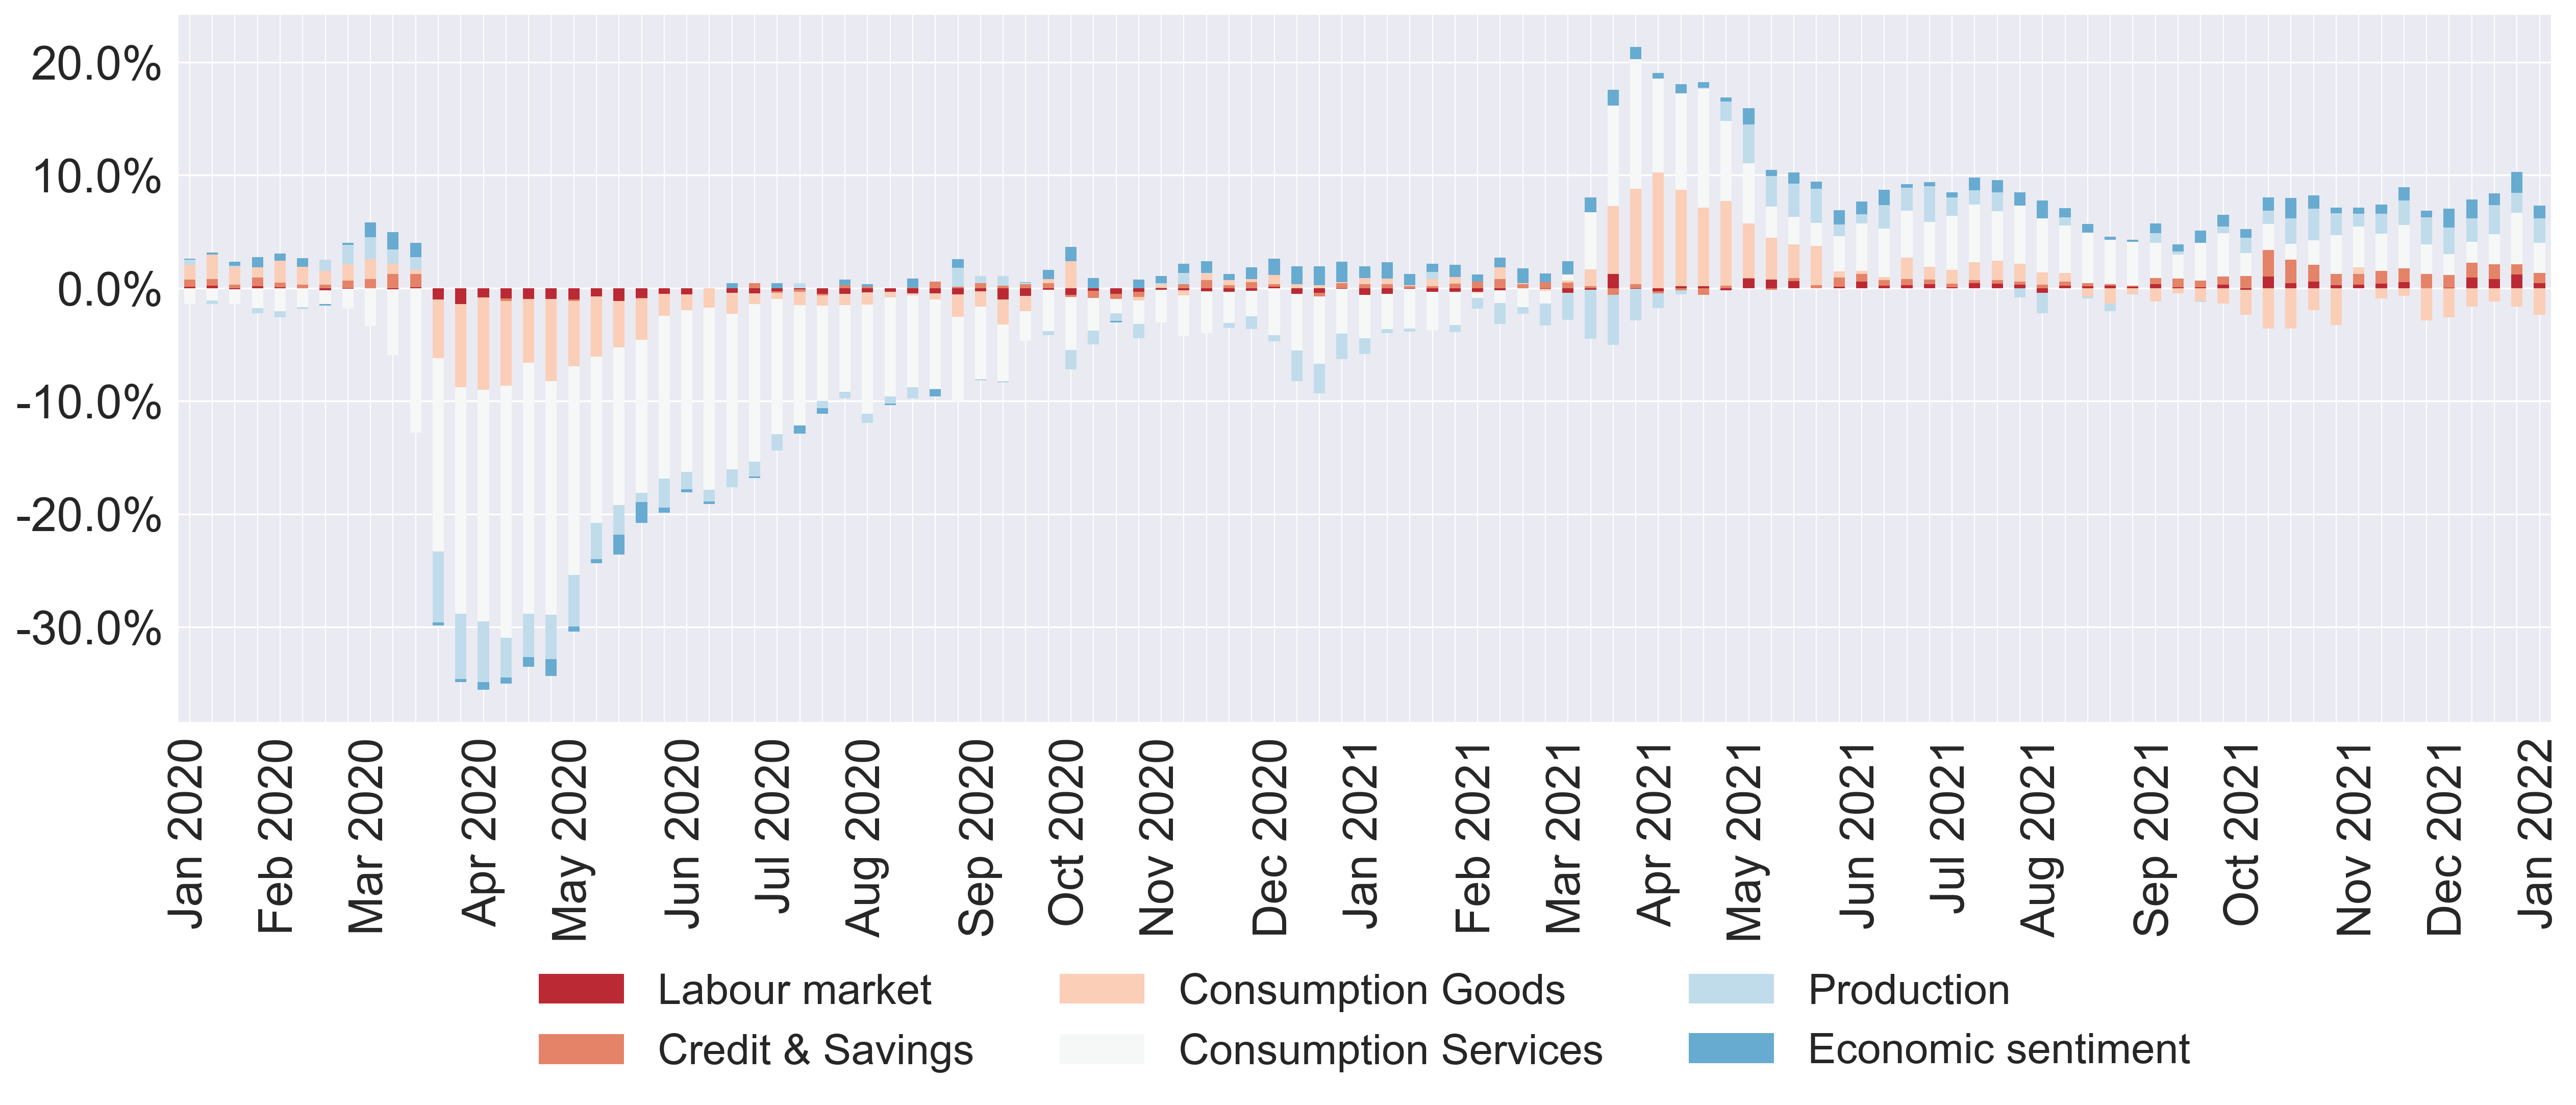 20.0%
10.0%
0.0%
-10.0%
-20.0%
-30.0%
Jan 2020
Feb 2020
Mar 2020
Apr 2020
May 2020
Jun 2020
Jul 2020
Aug 2020
Sep 2020
Oct 2020
Nov 2020
Dec 2020
Jan 2021
Feb 2021
Mar 2021
Apr 2021
May 2021
Jun 2021
Jul 2021
Aug 2021
Sep 2021
Oct 2021
Nov 2021
Dec 2021
Jan 2022
Labour market
Credit & Savings
Consumption Goods
Consumption Services
Production
Economic sentiment